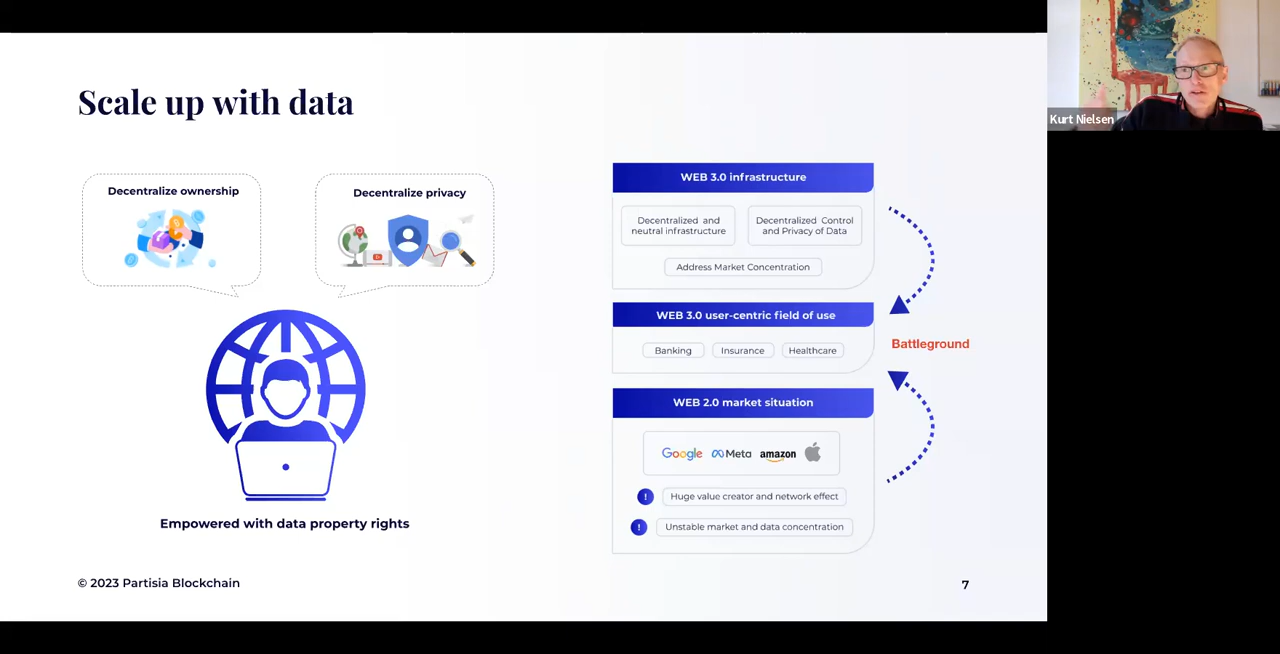 Scale up with data
Decentralize ownership
Decentralize privacy
Empowered with data property rights
WEB 3.0 infrastructure
Decentralized and
neutral infrastructure
Decentralized Control
and Privacy of Data
Address Market Concentration
WEB 3.0 user-centric field of use
Banking
Insurance
Healthcare
Battleground
WEB 2.0 market situation
Google
Meta
amazon
!
Huge value creator and network effect
!
Unstable market and data concentration
© 2023 Partisia Blockchain
7
Kurt Nielsen